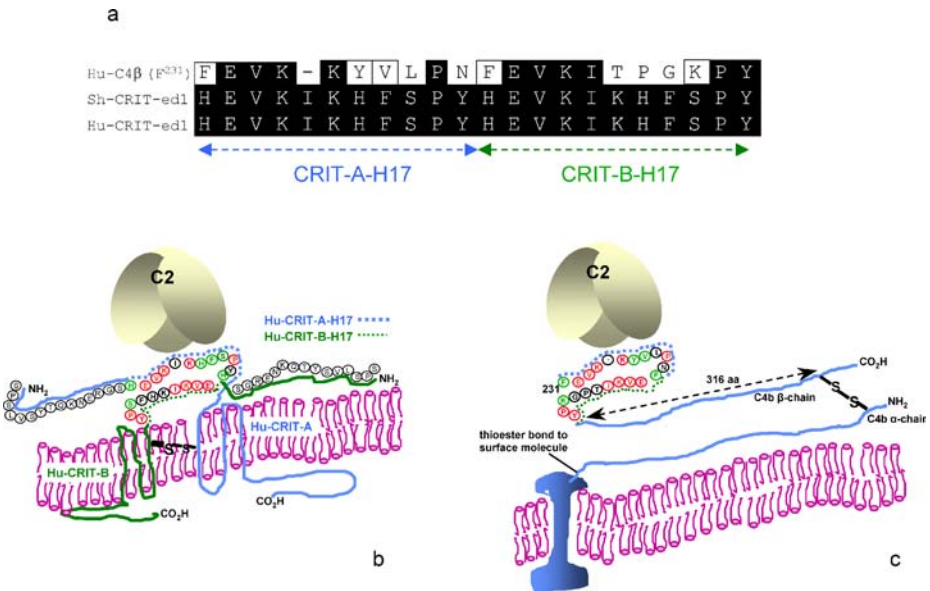 a
Hu-C4β (F231) F E V K - K Y V L P N F E V K I T P G K P Y
Sh-CRIT-ed1 H E V K I K H F S P Y H E V K I K H F S P Y
Hu-CRIT-ed1 H E V K I K H F S P Y H E V K I K H F S P Y
CRIT-A-H17 CRIT-B-H17
C2
Hu-CRIT-A-H17
Hu-CRIT-B-H17
NH2
NH2
Hu-CRIT-A
Hu-CRIT-B
S S
CO2H
CO2H
b
C2
231
316 aa
CO2H
C4b β-chain
S
S
NH2
C4b α-chain
thioester bond to
surface molecule
c